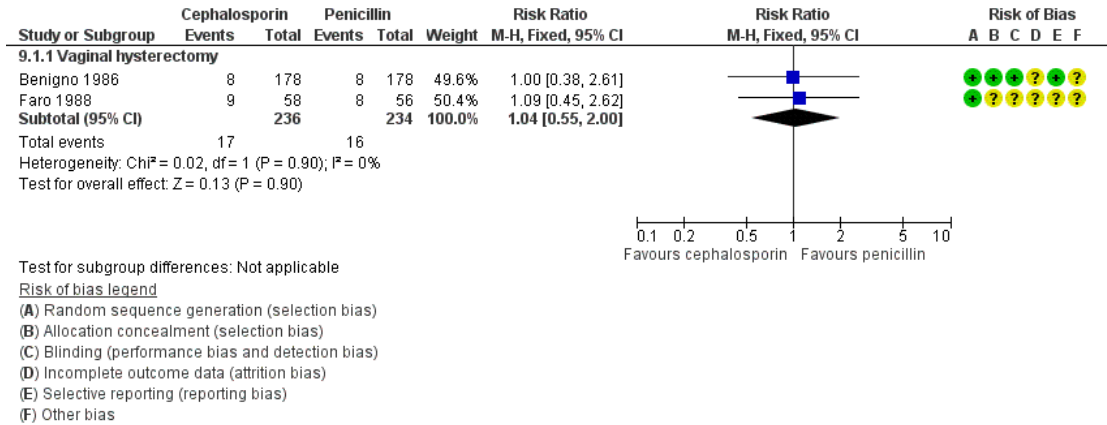 Cephalosporin Penicillin Risk Ratio Risk Ratio Risk of Bias
Study or Subgroup Events Total Events Total Weight M-H, Fixed, 95% CI M-H, Fixed, 95% CI A B C D E F
9.1.1 Vaginal hysterectomy
Benigno 1986 8 178 8 178 49.6% 1.00 [0.38, 2.61] + + + ? + ?
Faro 1988 9 58 8 56 50.4% 1.09 [0.45, 2.62] + ? ? ? ? ?
Subtotal (95% CI) 236 234 100.0% 1.04 [0.55, 2.00]
Total events 17 16
Heterogeneity: Chi² = 0.02, df = 1 (P = 0.90); I² = 0%
Test for overall effect: Z = 0.13 (P = 0.90)
0.1 0.2 0.5 1 2 5 10
Favours cephalosporin Favours penicillin
Test for subgroup differences: Not applicable
Risk of bias legend
(A) Random sequence generation (selection bias)
(B) Allocation concealment (selection bias)
(C) Blinding (performance bias and detection bias)
(D) Incomplete outcome data (attrition bias)
(E) Selective reporting (reporting bias)
(F) Other bias